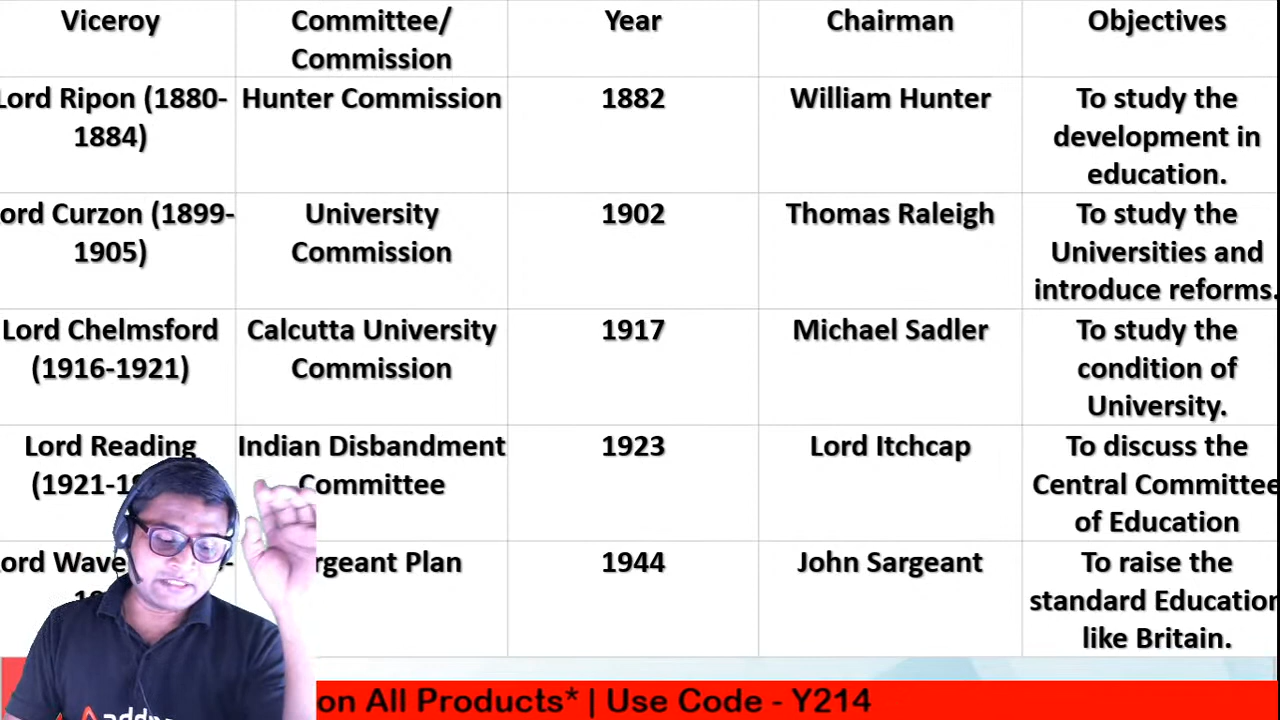 Viceroy
Committee/
Commission
Year
Chairman
Objectives
Lord Ripon (1880-
1884)
Hunter Commission
1882
William Hunter
To study the
development in
education.
ord Curzon (1899-
1905)
University
Commission
1902
Thomas Raleigh
To study the
Universities and
introduce reforms.
Lord Chelmsford
(1916-1921)
Calcutta University
Commission
1917
Michael Sadler
To study the
condition of
University.
Lord Reading
(1921-1
Indian Disbandment
Committee
1923
Lord Itchcap
To discuss the
Central Committee
of Education
ord Wave
rgeant Plan
1944
John Sargeant
To raise the
standard Education
like Britain.
on All Products* | Use Code - Y214